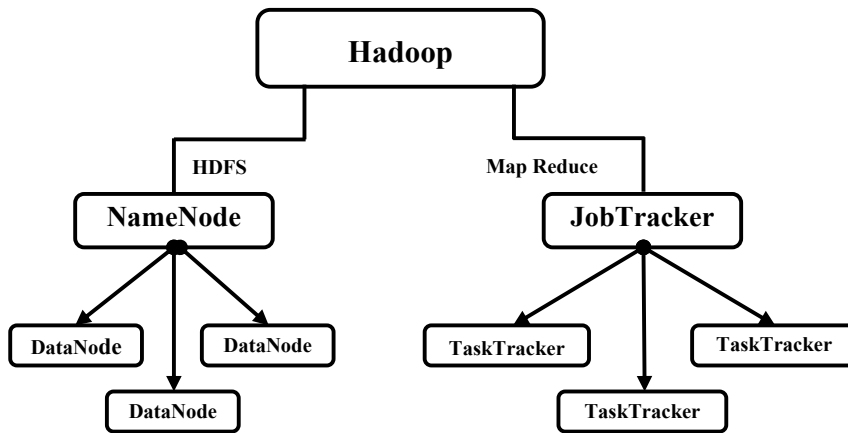 Hadoop
HDFS
Map Reduce
NameNode
JobTracker
DataNode
DataNode
TaskTracker
TaskTracker
DataNode
TaskTracker